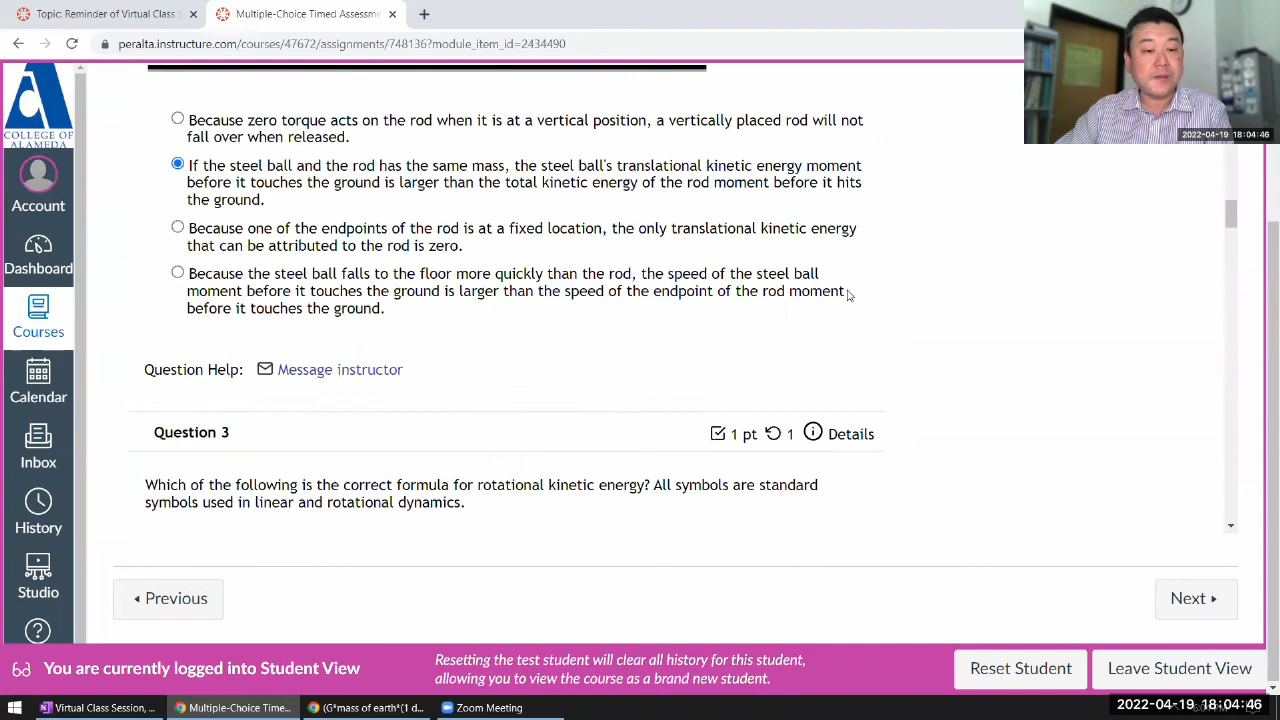 Topic: Reminder of Virtual Class S
Multiple-Choice Timed Assessme
peralta.instructure.com/courses/47672/assignments/748136?module_item_id=2434490
2022-04-19 18:04:46
COLLEGE OF
ALAMEDA
Account
Dashboard
Courses
Calendar
Inbox
History
Studio
Because zero torque acts on the rod when it is at a vertical position, a vertically placed rod will not
fall over when released.
If the steel ball and the rod has the same mass, the steel ball's translational kinetic energy moment
before it touches the ground is larger than the total kinetic energy of the rod moment before it hits
the ground.
Because one of the endpoints of the rod is at a fixed location, the only translational kinetic energy
that can be attributed to the rod is zero.
Because the steel ball falls to the floor more quickly than the rod, the speed of the steel ball
moment before it touches the ground is larger than the speed of the endpoint of the rod moment
before it touches the ground.
Question Help: Message instructor
Question 3
1 pt 1 Details
Which of the following is the correct formula for rotational kinetic energy? All symbols are standard
symbols used in linear and rotational dynamics.
Previous
Next
You are currently logged into Student View
Resetting the test student will clear all history for this student,
allowing you to view the course as a brand new student.
Reset Student
Leave Student View
Virtual Class Session, ...
Multiple-Choice Time...
(G*mass of earth*(1 d...
Zoom Meeting
2022-04-19 18:04:46